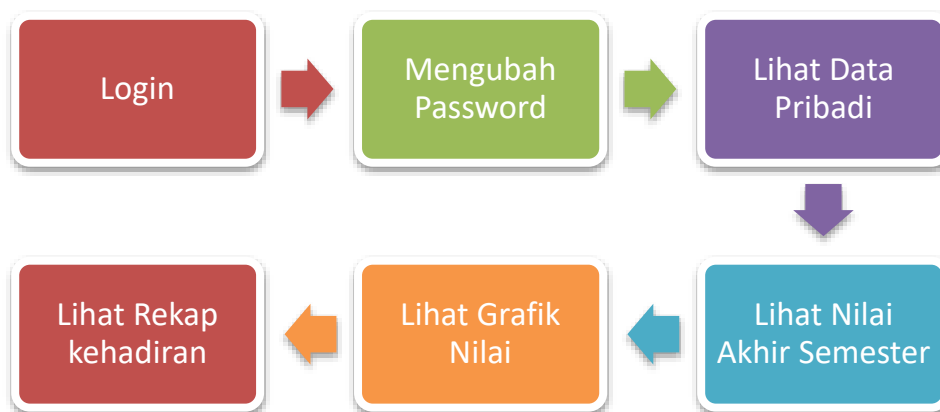 Login
Mengubah
Password
Lihat Data
Pribadi
Lihat Nilai
Akhir Semester
Lihat Grafik
Nilai
Lihat Rekap
kehadiran